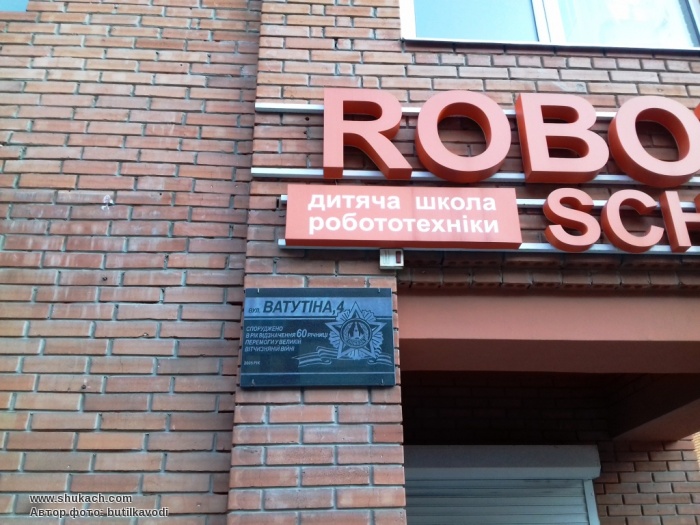 ROBO
дитяча школа
робототехніки
SCH
вул. ВАТУТІНА,4
СПОРУДЖЕНО
В РІК ВІДЗНАЧЕННЯ 60 РІЧНИЦІ
ПЕРЕМОГИ У ВЕЛИКІЙ
ВІТЧИЗНЯНІЙ ВІЙНІ
www.shukach.com
Автор фото: butilkavodi